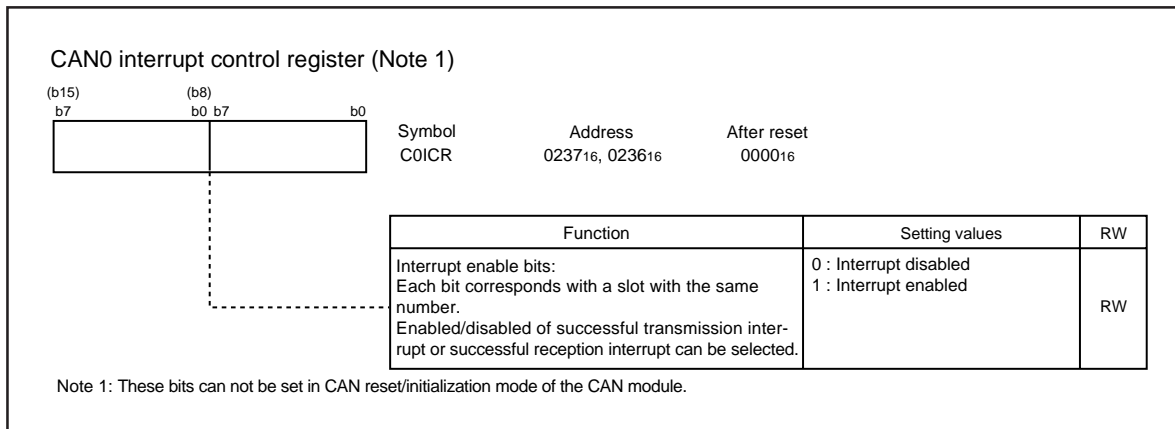 CAN0 interrupt control register (Note 1)
(b15) (b8)
b7 b0 b7 b0
Symbol Address After reset
C0ICR 023716, 023616 000016
Function Setting values RW
Interrupt enable bits: 0 : Interrupt disabled
Each bit corresponds with a slot with the same 1 : Interrupt enabled
number.
RW
Enabled/disabled of successful transmission inter-
rupt or successful reception interrupt can be selected.
Note 1: These bits can not be set in CAN reset/initialization mode of the CAN module.